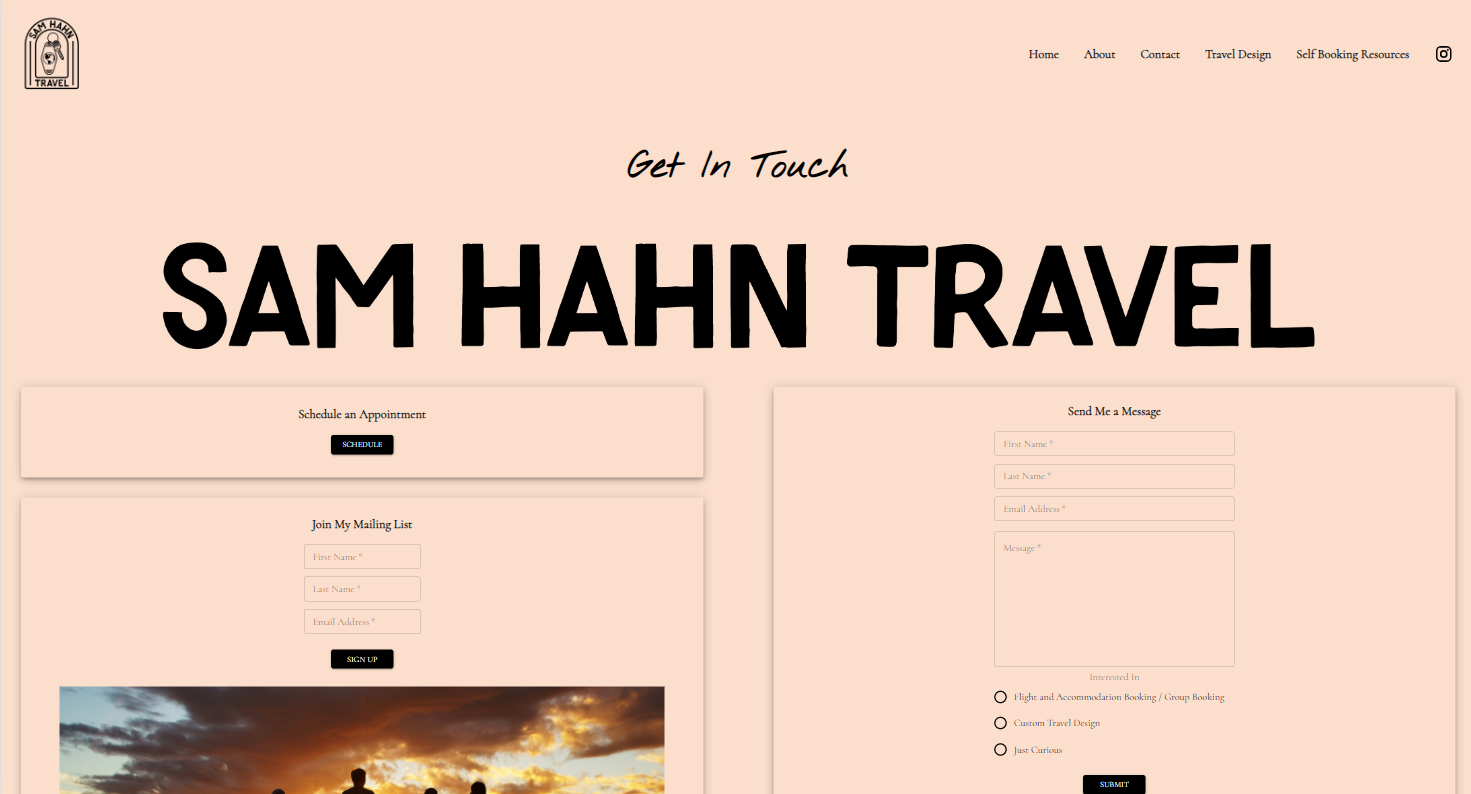 SAM HAHN
TRAVEL
Home About Contact Travel Design Self Booking Resources
Get In Touch
SAM HAHN TRAVEL
Schedule an Appointment
SCHEDULE
Join My Mailing List
First Name *
Last Name *
Email Address *
SIGN UP
Send Me a Message
First Name *
Last Name *
Email Address *
Message *
Interested In
Flight and Accommodation Booking / Group Booking
Custom Travel Design
Just Curious
SUBMIT